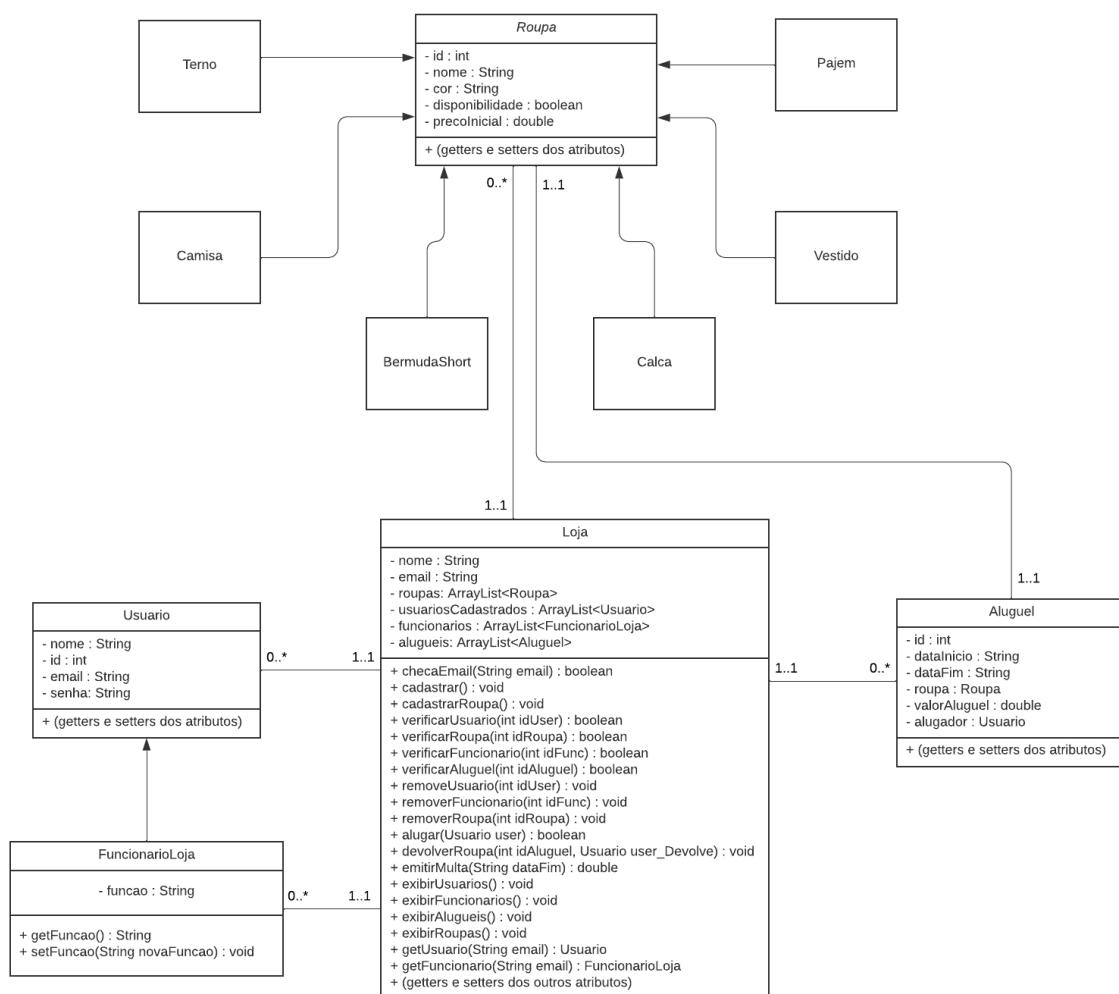 Roupa
- id : int
- nome : String
- cor : String
- disponibilidade : boolean
- precoInicial : double
+ (getters e setters dos atributos)
Terno
Pajem
Camisa
Vestido
BermudaShort
Calca
0..*
1..1
1..1
1..1
Loja
- nome : String
- email : String
- roupas: ArrayList<Roupa>
- usuariosCadastrados : ArrayList<Usuario>
- funcionarios : ArrayList<FuncionarioLoja>
- alugueis: ArrayList<Aluguel>
+ checaEmail(String email) : boolean
+ cadastrar() : void
+ cadastrarRoupa() : void
+ verificarUsuario(int idUser) : boolean
+ verificarRoupa(int idRoupa) : boolean
+ verificarFuncionario(int idFunc) : boolean
+ verificarAluguel(int idAluguel) : boolean
+ removeUsuario(int idUser) : void
+ removerFuncionario(int idFunc) : void
+ removerRoupa(int idRoupa) : void
+ alugar(Usuario user) : boolean
+ devolverRoupa(int idAluguel, Usuario user_Devolve) : void
+ emitirMulta(String dataFim) : double
+ exibirUsuarios() : void
+ exibirFuncionarios() : void
+ exibirAlugueis() : void
+ exibirRoupas() : void
+ getUsuario(String email) : Usuario
+ getFuncionario(String email) : FuncionarioLoja
+ (getters e setters dos outros atributos)
Usuario
- nome : String
- id : int
- email : String
- senha: String
+ (getters e setters dos atributos)
0..*
1..1
FuncionarioLoja
- funcao : String
+ getFuncao() : String
+ setFuncao(String novaFuncao) : void
0..*
1..1
1..1
0..*
Aluguel
- id : int
- dataInicio : String
- dataFim : String
- roupa : Roupa
- valorAluguel : double
- alugador : Usuario
+ (getters e setters dos atributos)